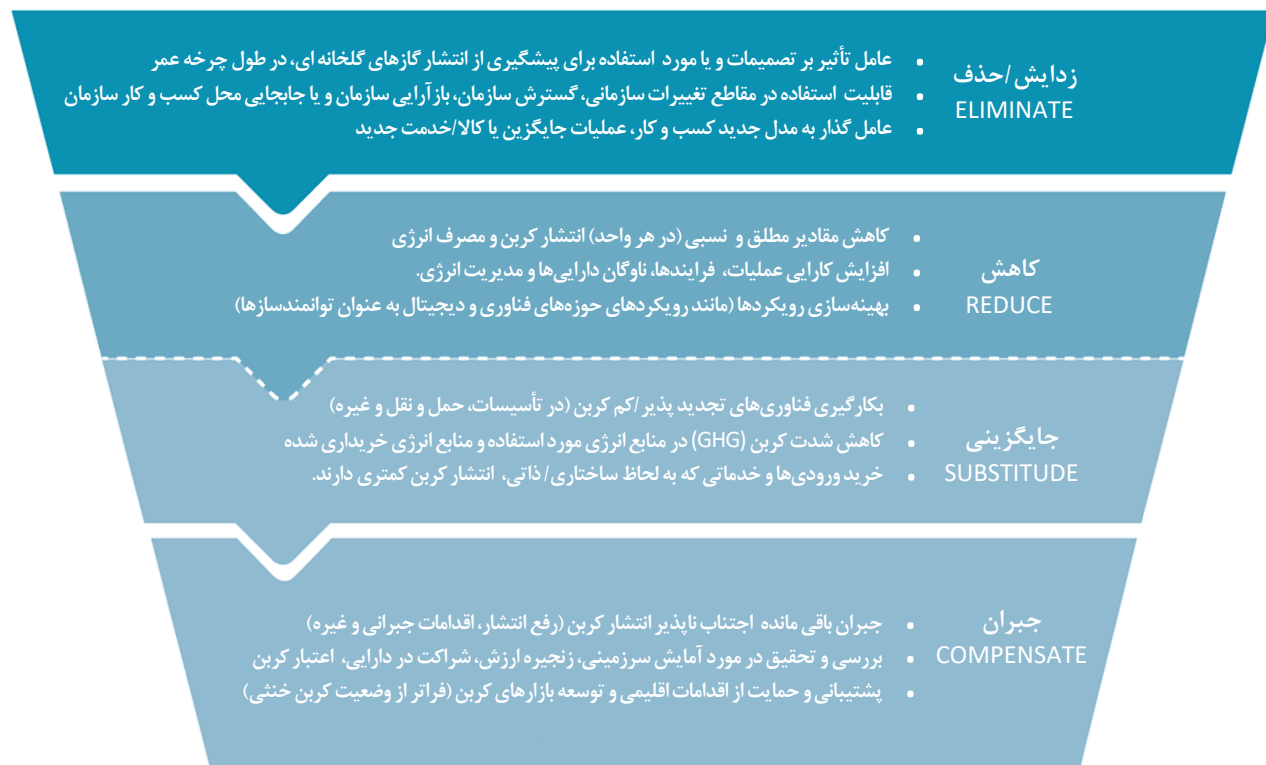 زدایش/حذف
ELIMINATE
• عامل تأثیر بر تصمیمات و یا مورد استفاده برای پیشگیری از انتشار گازهای گلخانه ای، در طول چرخه عمر
• قابلیت استفاده در مقاطع تغییرات سازمانی، گسترش سازمان، بازآرایی سازمان و یا جابجایی محل کسب و کار سازمان
• عامل گذار به مدل جدید کسب و کار، عملیات جایگزین یا کالا/خدمت جدید
کاهش
REDUCE
• کاهش مقادیر مطلق و نسبی (در هر واحد) انتشار کربن و مصرف انرژی
• افزایش کارایی عملیات، فرایندها، ناوگان دارایی‌ها و مدیریت انرژی.
• بهینه‌سازی رویکردها (مانند رویکردهای حوزه‌های فناوری و دیجیتال به عنوان توانمندسازها)
جایگزینی
SUBSTITUDE
• بکارگیری فناوری‌های تجدید پذیر/کم کربن (در تأسیسات، حمل و نقل و غیره)
• کاهش شدت کربن (GHG) در منابع انرژی مورد استفاده و منابع انرژی خریداری شده
• خرید ورودی‌ها و خدماتی که به لحاظ ساختاری/ ذاتی، انتشار کربن کمتری دارند.
جبران
COMPENSATE
• جبران باقی مانده اجتناب ناپذیر انتشار کربن (رفع انتشار، اقدامات جبرانی و غیره)
• بررسی و تحقیق در مورد آمایش سرزمینی، زنجیره ارزش، شراکت در دارایی، اعتبار کربن
• پشتیبانی و حمایت از اقدامات اقلیمی و توسعه بازارهای کربن (فراتر از وضعیت کربن خنثی)